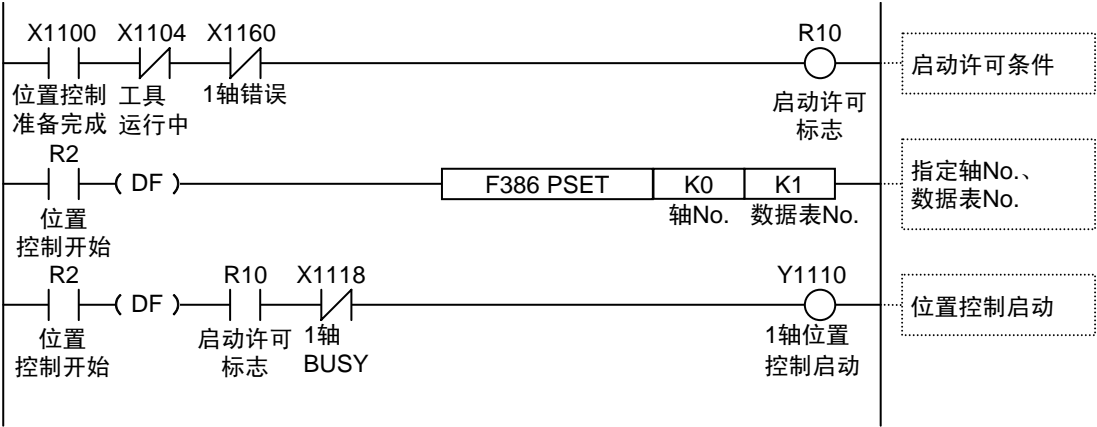 X1100 X1104 X1160 R10
位置控制 工具 1轴错误 启动许可
准备完成 运行中 标志
启动许可条件
R2
( DF ) F386 PSET K0 K1
位置 轴No. 数据表No.
控制开始
指定轴No.、
数据表No.
R2 R10 X1118 Y1110
( DF )
位置 启动许可 1轴 1轴位置
控制开始 标志 BUSY 控制启动
位置控制启动